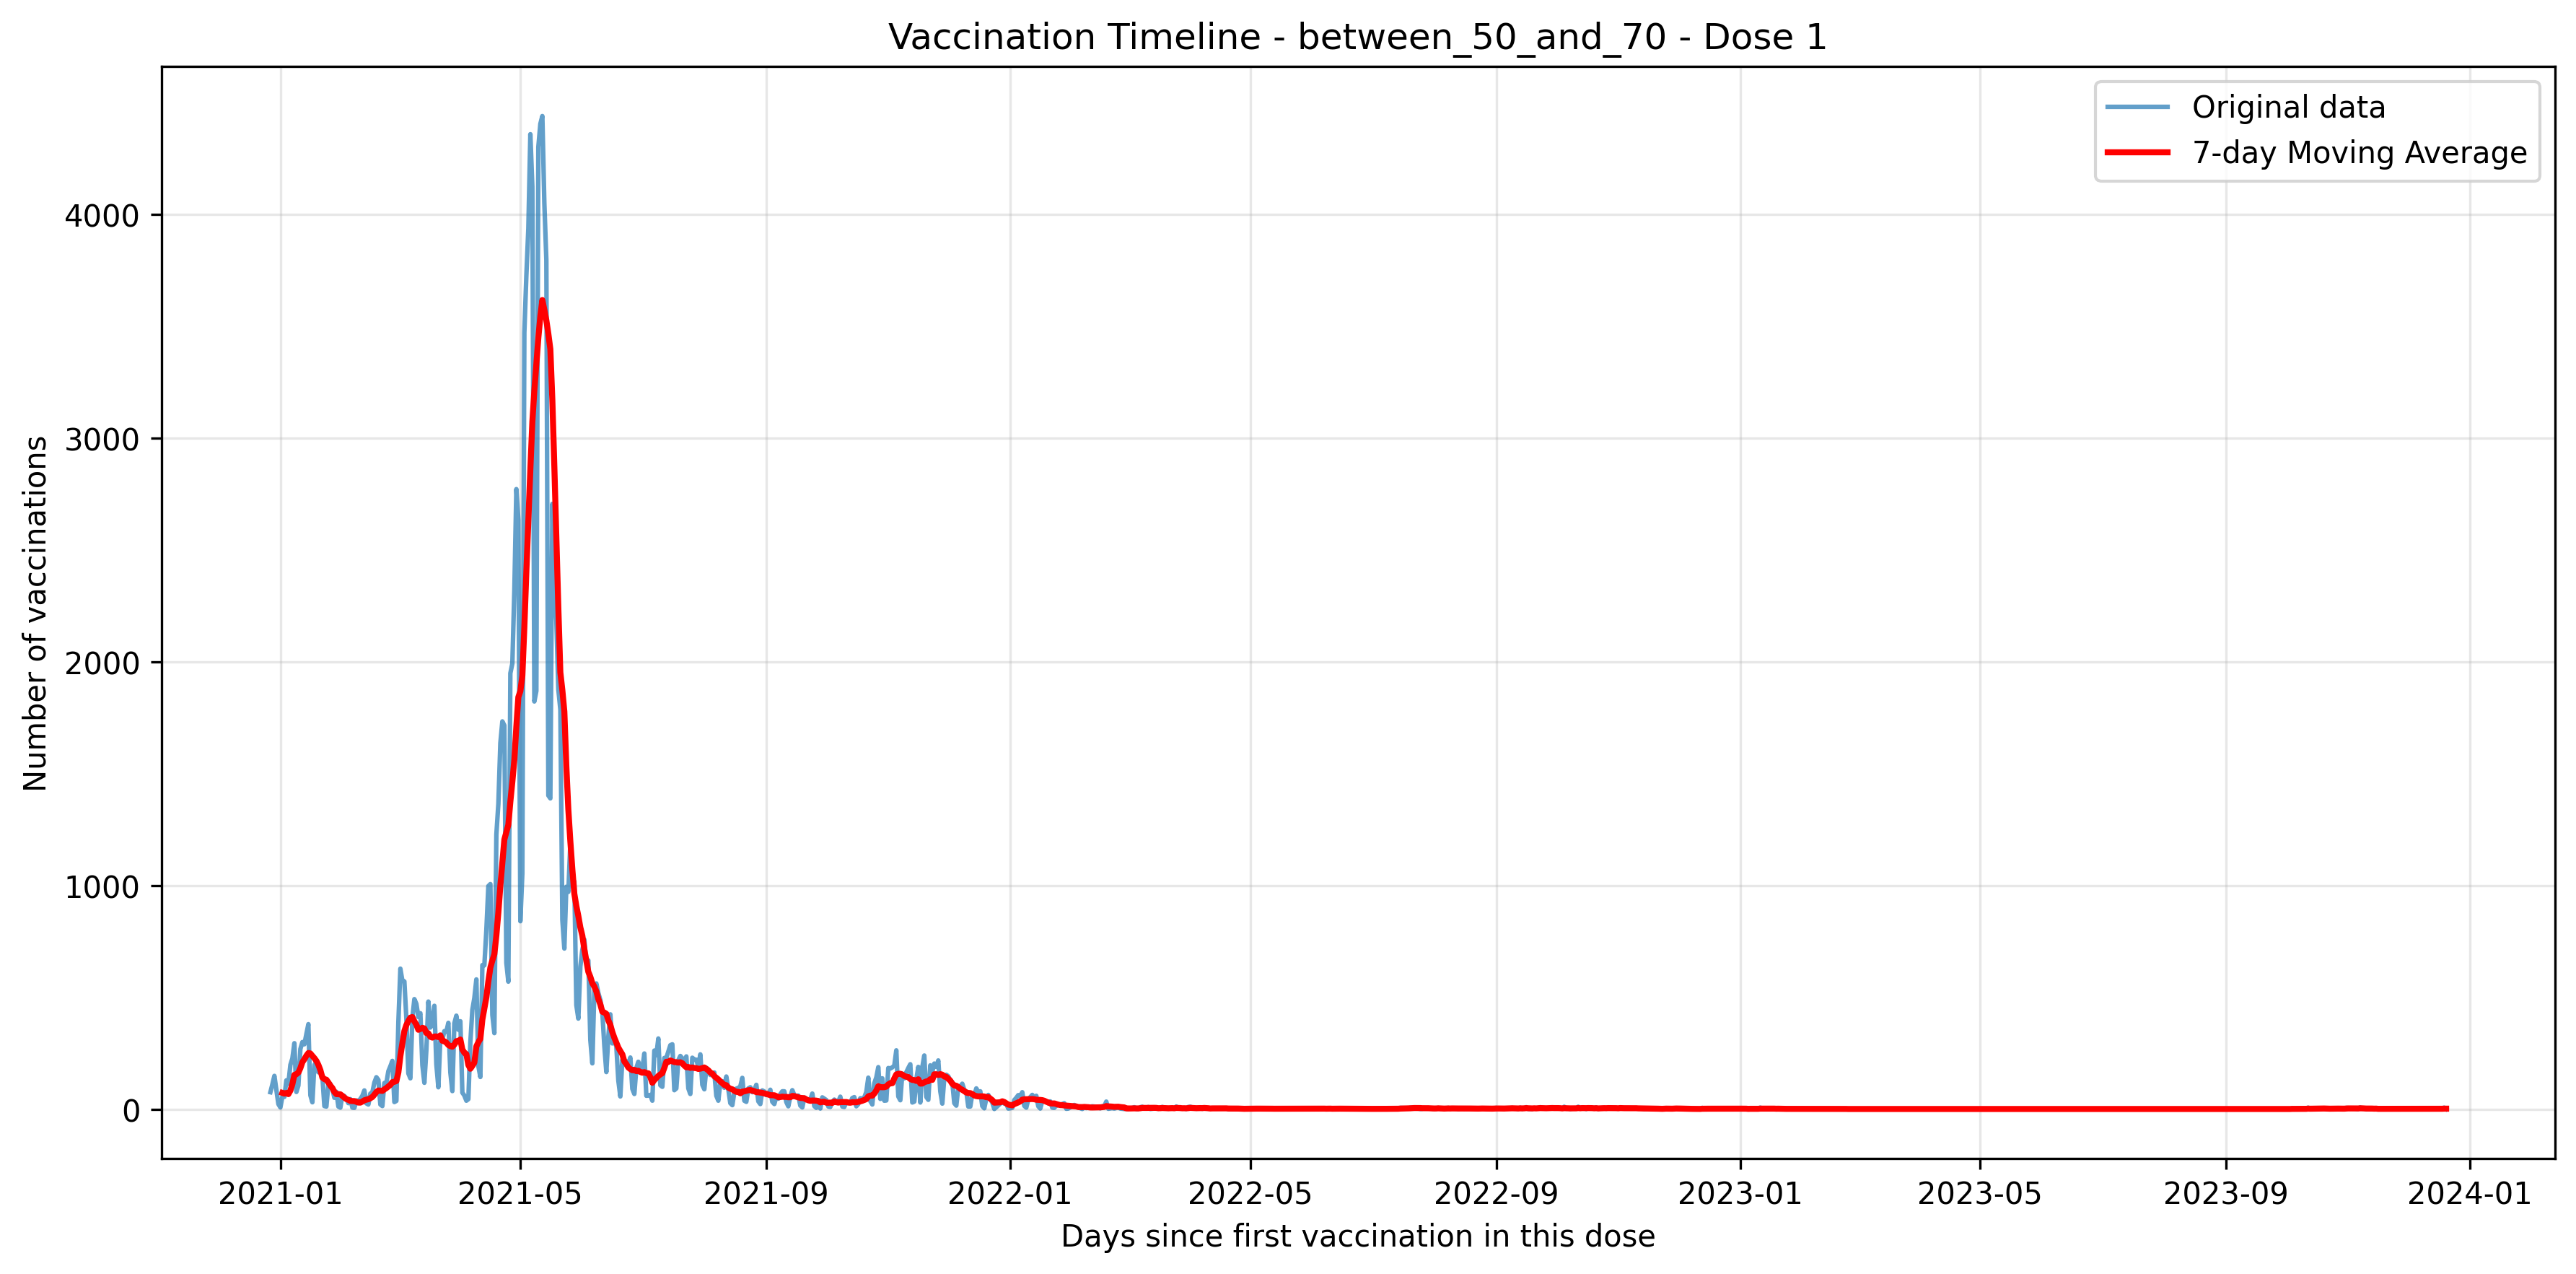 Vaccination Timeline - between_50_and_70 - Dose 1
Original data
7-day Moving Average
Number of vaccinations
4000
3000
2000
1000
0
2021-01 2021-05 2021-09 2022-01 2022-05 2022-09 2023-01 2023-05 2023-09 2024-01
Days since first vaccination in this dose